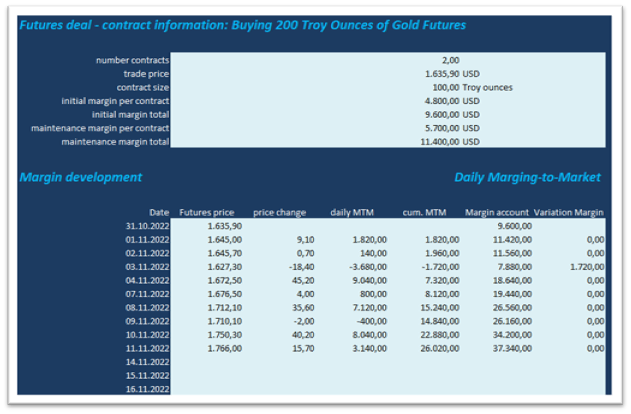 Futures deal - contract information: Buying 200 Troy Ounces of Gold Futures
number contracts 2,00
trade price 1.635,90 USD
contract size 100,00 Troy ounces
initial margin per contract 4.800,00 USD
initial margin total 9.600,00 USD
maintenance margin per contract 5.700,00 USD
maintenance margin total 11.400,00 USD
Margin development Daily Marging-to-Market
Date Futures price price change daily MTM cum. MTM Margin account Variation Margin
31.10.2022 1.635,90 9.600,00
01.11.2022 1.645,00 9,10 1.820,00 1.820,00 11.420,00 0,00
02.11.2022 1.645,70 0,70 140,00 1.960,00 11.560,00 0,00
03.11.2022 1.627,30 -18,40 -3.680,00 -1.720,00 7.880,00 1.720,00
04.11.2022 1.672,50 45,20 9.040,00 7.320,00 18.640,00 0,00
07.11.2022 1.676,50 4,00 800,00 8.120,00 19.440,00 0,00
08.11.2022 1.712,10 35,60 7.120,00 15.240,00 26.560,00 0,00
09.11.2022 1.710,10 -2,00 -400,00 14.840,00 26.160,00 0,00
10.11.2022 1.750,30 40,20 8.040,00 22.880,00 34.200,00 0,00
11.11.2022 1.766,00 15,70 3.140,00 26.020,00 37.340,00 0,00
14.11.2022
15.11.2022
16.11.2022